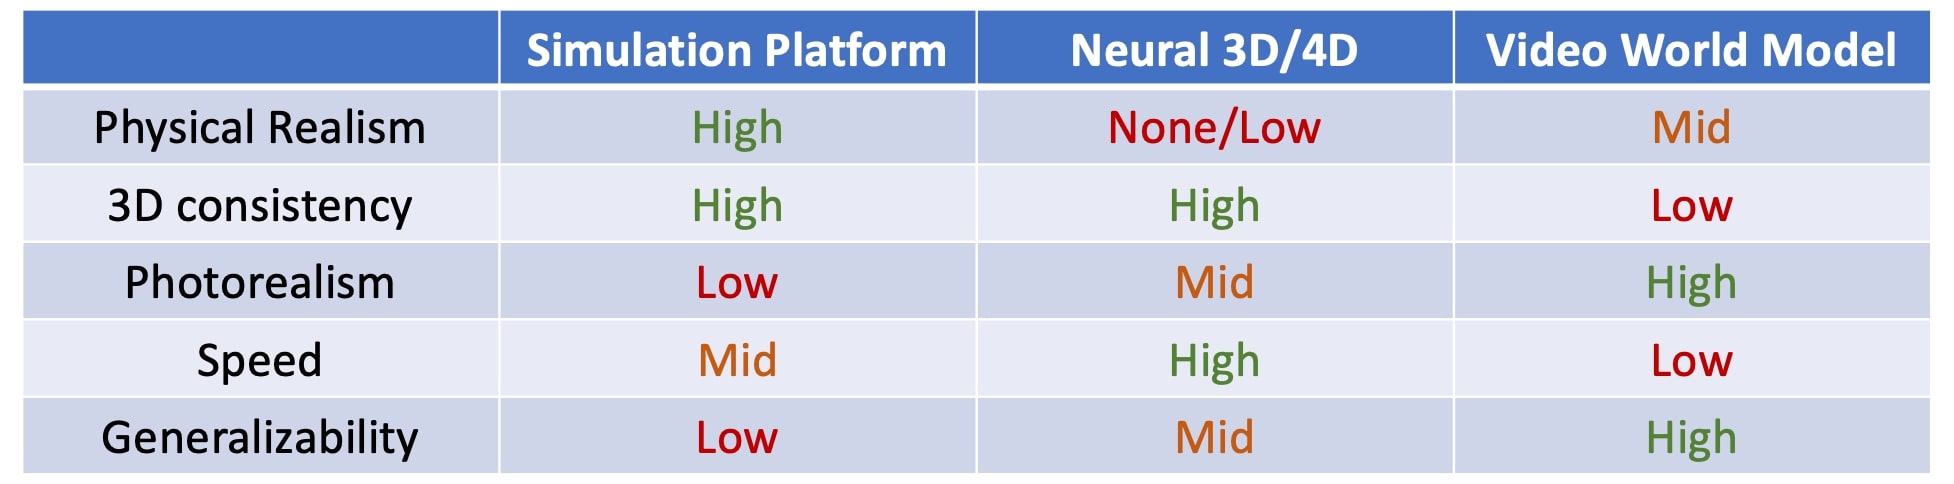 Simulation Platform Neural 3D/4D Video World Model
Physical Realism High None/Low Mid
3D consistency High High Low
Photorealism Low Mid High
Speed Mid High Low
Generalizability Low Mid High